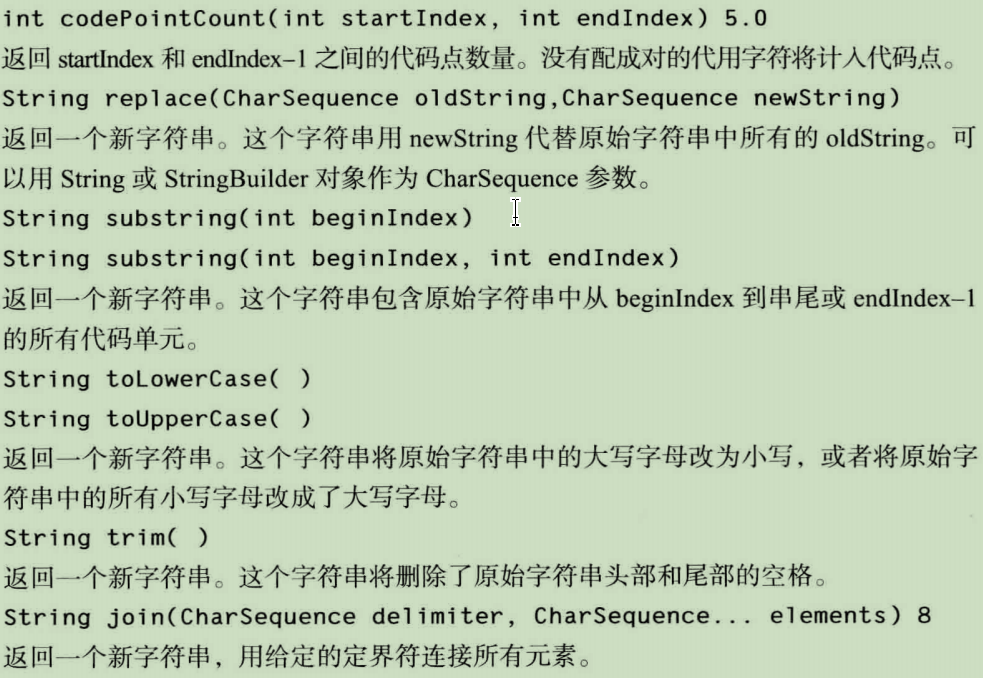 int codePointCount(int startIndex, int endIndex) 5.0
返回 startIndex 和 endIndex–1 之间的代码点数量。没有配成对的代用字符将计入代码点。
String replace(CharSequence oldString,CharSequence newString)
返回一个新字符串。这个字符串用 newString 代替原始字符串中所有的 oldString。可
以用 String 或 StringBuilder 对象作为 CharSequence 参数。
String substring(int beginIndex)
String substring(int beginIndex, int endIndex)
返回一个新字符串。这个字符串包含原始字符串中从 beginIndex 到串尾或 endIndex–1
的所有代码单元。
String toLowerCase( )
String toUpperCase( )
返回一个新字符串。这个字符串将原始字符串中的大写字母改为小写，或者将原始字
符串中的所有小写字母改成了大写字母。
String trim( )
返回一个新字符串。这个字符串将删除了原始字符串头部和尾部的空格。
String join(CharSequence delimiter, CharSequence... elements) 8
返回一个新字符串，用给定的定界符连接所有元素。